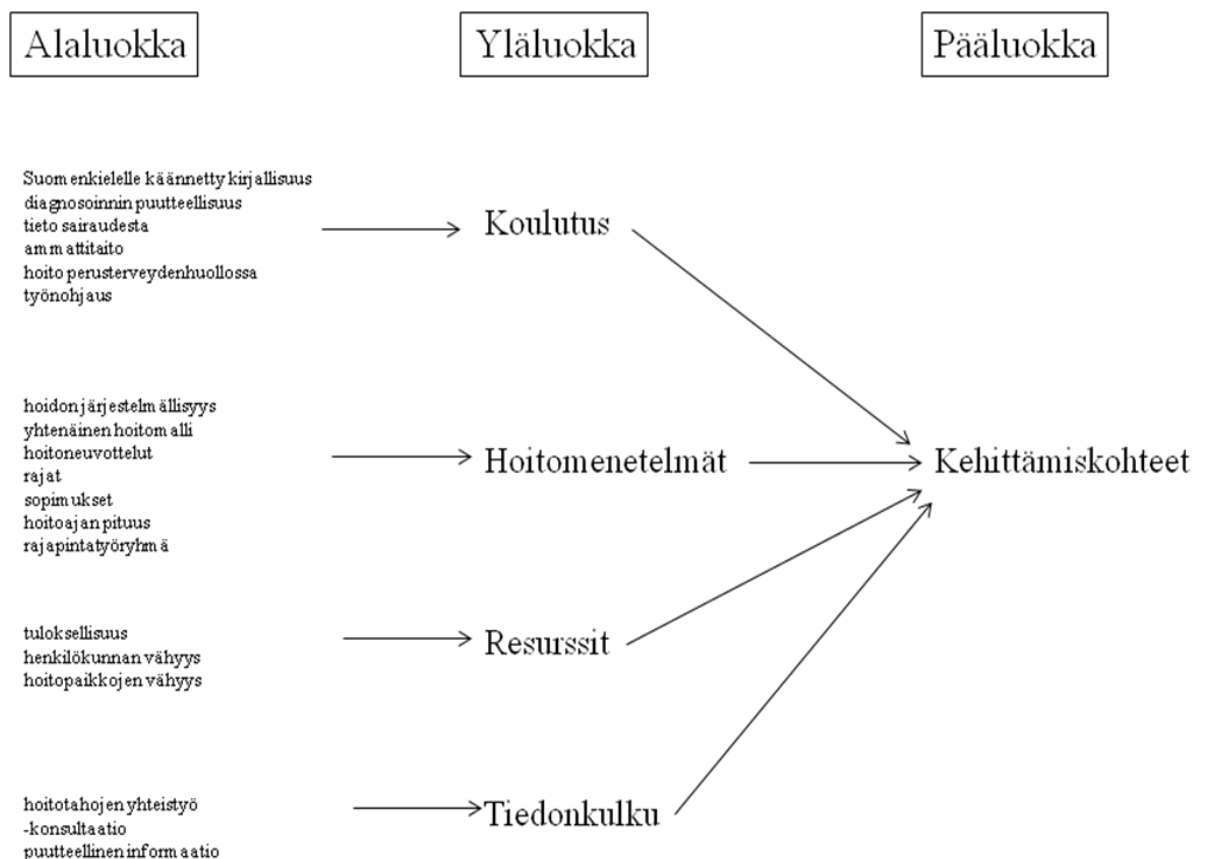 Alaluokka
Yläluokka
Pääluokka
Suomenkielelle käännetty kirjallisuus
diagnosoinnin puutteellisuus
tieto sairaudesta
ammattitaito
hoito perusterveydenhuollossa
työnohjaus
Koulutus
hoidon järjestelmällisyys
yhtenäinen hoitomalli
hoitoneuvottelut
rajat
sopimukset
hoitoajan pituus
rajapintatyöryhmä
Hoitomenetelmät
Kehittämiskohteet
tuloksellisuus
henkilökunnan vähyys
hoitopaikkojen vähyys
Resurssit
hoitotahojen yhteistyö
-konsultaatio
puutteellinen informaatio
Tiedonkulku